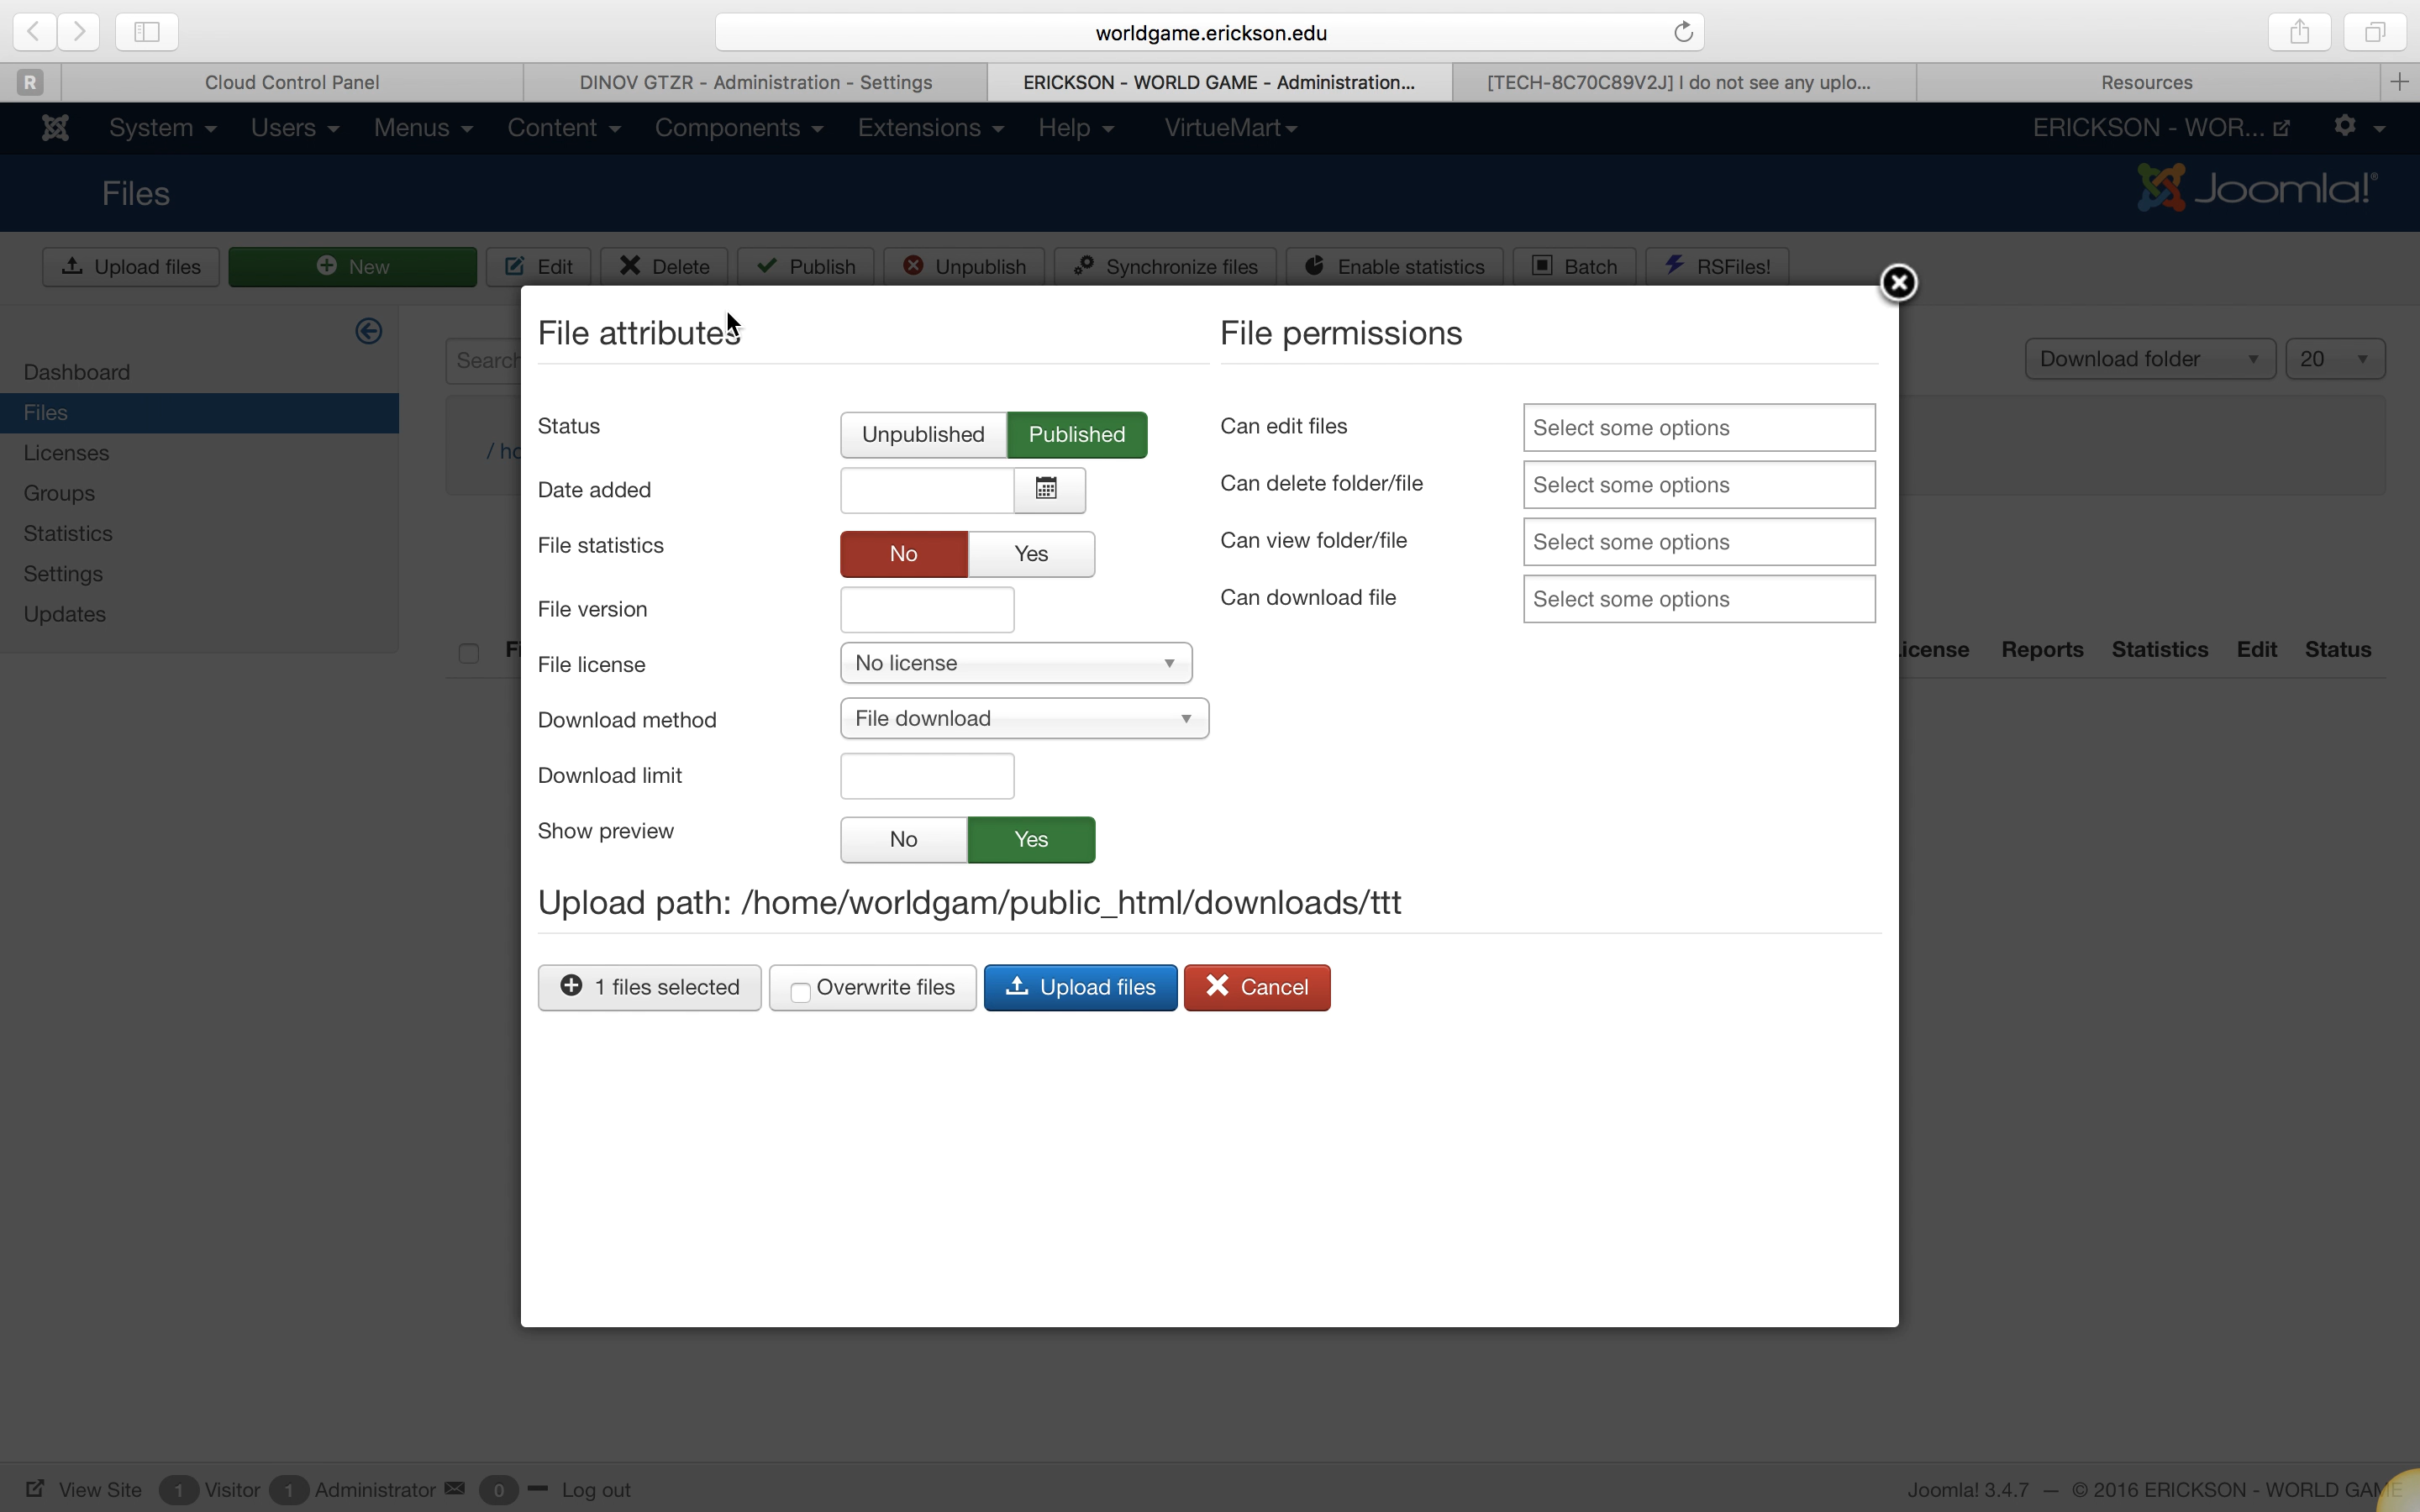 worldgame.erickson.edu
R
Cloud Control Panel
DINOV GTZR - Administration - Settings
ERICKSON - WORLD GAME - Administration...
[TECH-8C70C89V2J] I do not see any uplo...
Resources
System
Users
Menus
Content
Components
Extensions
Help
VirtueMart
ERICKSON - WOR...
Files
Joomla!®
Upload files
New
Edit
Delete
Publish
Unpublish
Synchronize files
Enable statistics
Batch
RSFiles!
Dashboard
Files
Licenses
Groups
Statistics
Settings
Updates
Search
Download folder
20
/ ho
File attributes
File permissions
Status
Unpublished
Published
Date added
File statistics
No
Yes
File version
File license
No license
Download method
File download
Download limit
Show preview
No
Yes
Can edit files
Select some options
Can delete folder/file
Select some options
Can view folder/file
Select some options
Can download file
Select some options
Upload path: /home/worldgam/public_html/downloads/ttt
1 files selected
Overwrite files
Upload files
Cancel
Fi
icense
Reports
Statistics
Edit
Status
View Site
1
Visitor
1
Administrator
0
Log out
Joomla! 3.4.7 — © 2016 ERICKSON - WORLD GAME